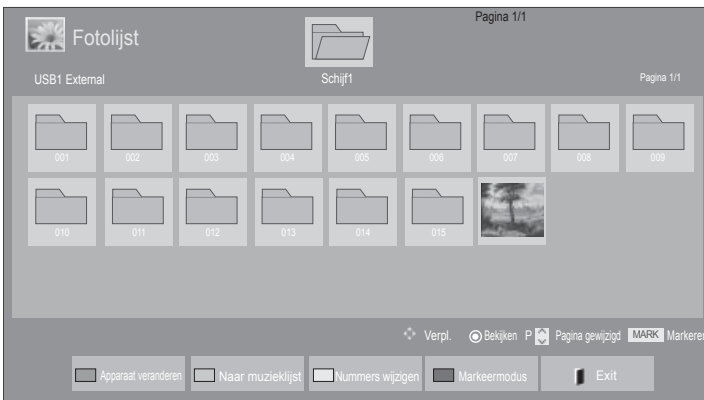 Pagina 1/1
Fotolijst
USB1 External Schijf1 Pagina 1/1
001 002 003 004 005 006 007 008 009
010 011 012 013 014 015
Verpl. Bekijken P Pagina gewijzigd MARK Markeren
Apparaat veranderen Naar muzieklijst Nummers wijzigen Markeermodus Exit